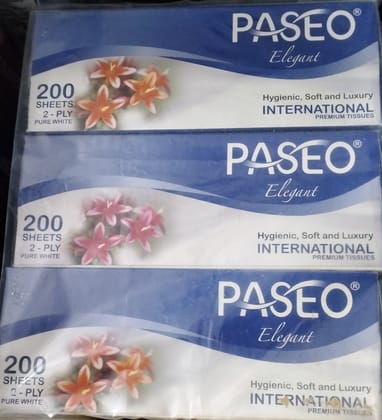 PASEO®
Elegant
200
SHEETS
2 - PLY
PURE WHITE
Hygienic, Soft and Luxury
INTERNATIONAL
PREMIUM TISSUES
PASEO®
Elegant
200
SHEETS
2 - PLY
PURE WHITE
Hygienic, Soft and Luxury
INTERNATIONAL
PREMIUM TISSUES
PASEO®
Elegant
200
SHEETS
2 - PLY
PURE WHITE
Hygienic, Soft and Luxury
INTERNATIONAL
PREMIUM TISSUES